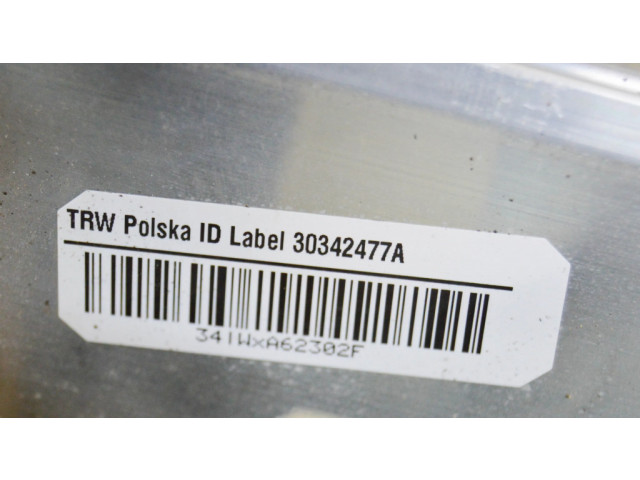 TRW Polska ID Label 30342477A
341WxA62302F